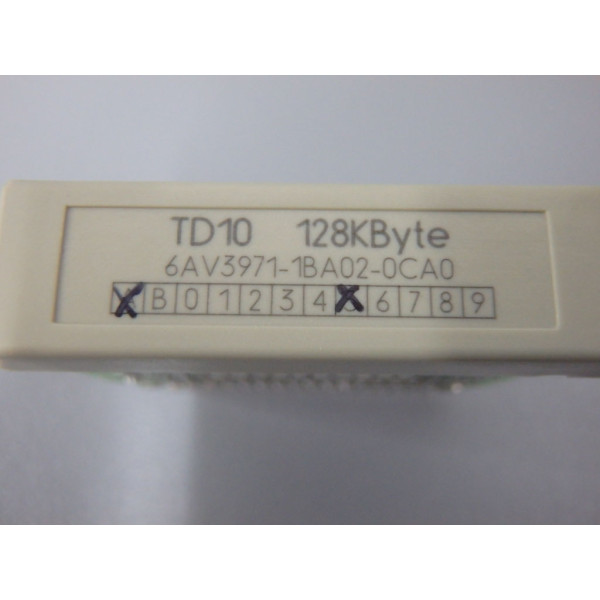 TD10 128KByte
6AV3971-1BA02-0CA0
B 0 1 2 3 4 6 7 8 9